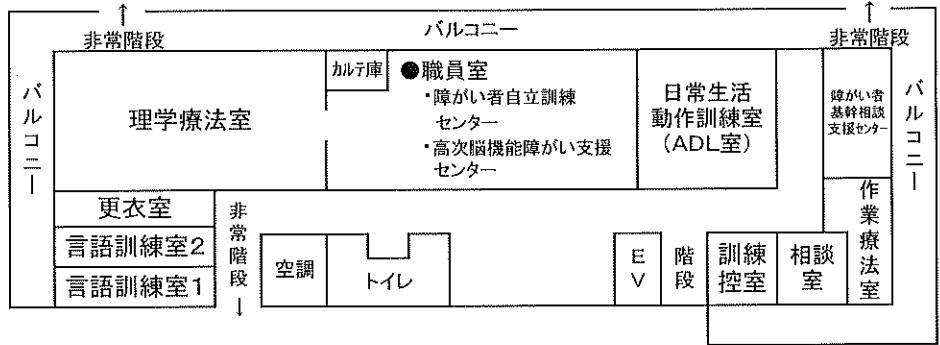 ↑
非常階段
バルコニー
↑
非常階段
バルコニー
理学療法室
カルテ庫
●職員室
・障がい者自立訓練
センター
・高次脳機能障がい支援
センター
日常生活
動作訓練室
(ADL室)
障がい者
基幹相談
支援センター
バルコニー
更衣室
言語訓練室2
言語訓練室1
非常階段
↓
空調
トイレ
EV
階段
訓練
控室
相談
室
作業療法室